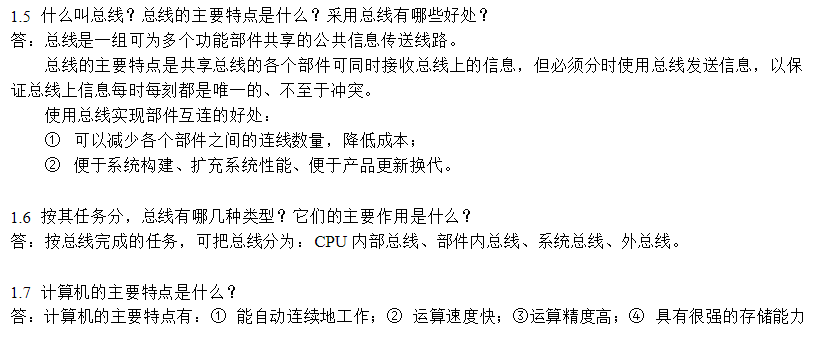 1.5 什么叫总线？总线的主要特点是什么？采用总线有哪些好处？
答：总线是一组可为多个功能部件共享的公共信息传送线路。
总线的主要特点是共享总线的各个部件可同时接收总线上的信息，但必须分时使用总线发送信息，以保
证总线上信息每时每刻都是唯一的、不至于冲突。
使用总线实现部件互连的好处：
① 可以减少各个部件之间的连线数量，降低成本；
② 便于系统构建、扩充系统性能、便于产品更新换代。
1.6 按其任务分，总线有哪几种类型？它们的主要作用是什么？
答：按总线完成的任务，可把总线分为：CPU 内部总线、部件内总线、系统总线、外总线。
1.7 计算机的主要特点是什么？
答：计算机的主要特点有：① 能自动连续地工作；② 运算速度快；③运算精度高；④ 具有很强的存储能力